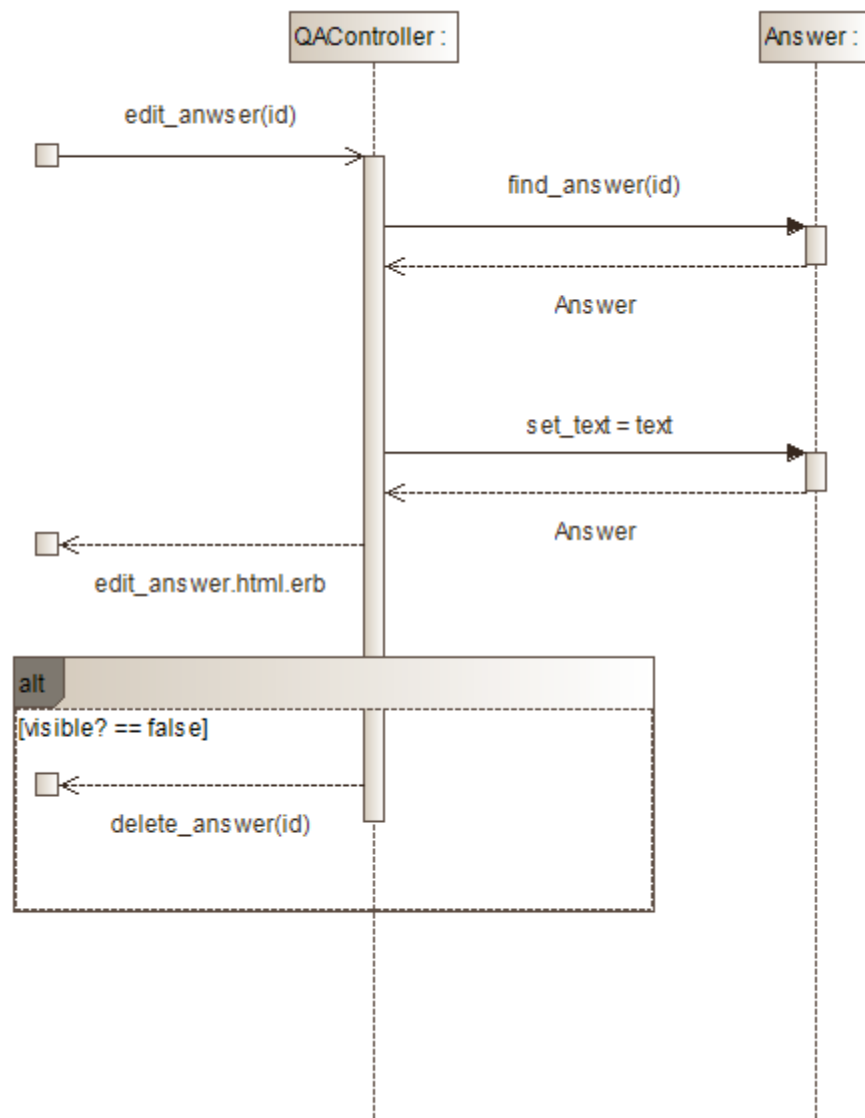 QAController :
Answer :
edit_anwser(id)
find_answer(id)
Answer
set_text = text
Answer
edit_answer.html.erb
alt
[visible? == false]
delete_answer(id)